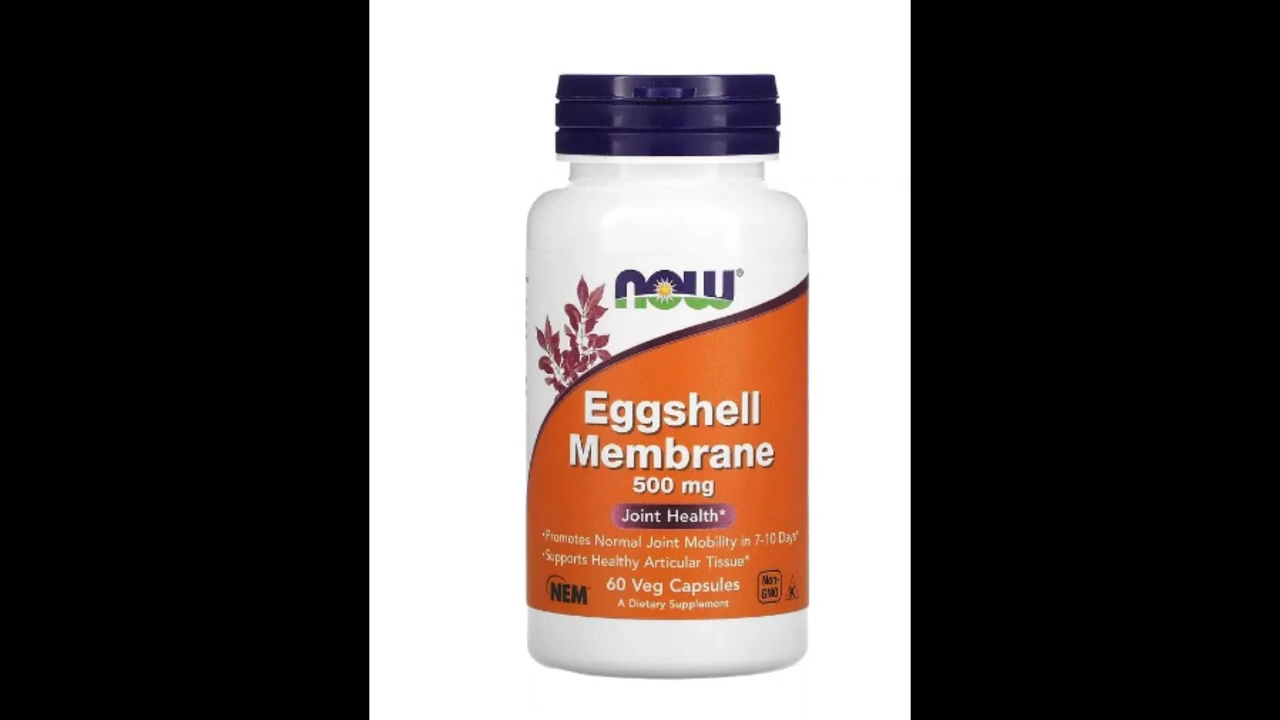 now®
Eggshell
Membrane
500 mg
Joint Health*
•Promotes Normal Joint Mobility in 7-10 Days*
•Supports Healthy Articular Tissue*
60 Veg Capsules
A Dietary Supplement
NEM
Non-
GMO
K